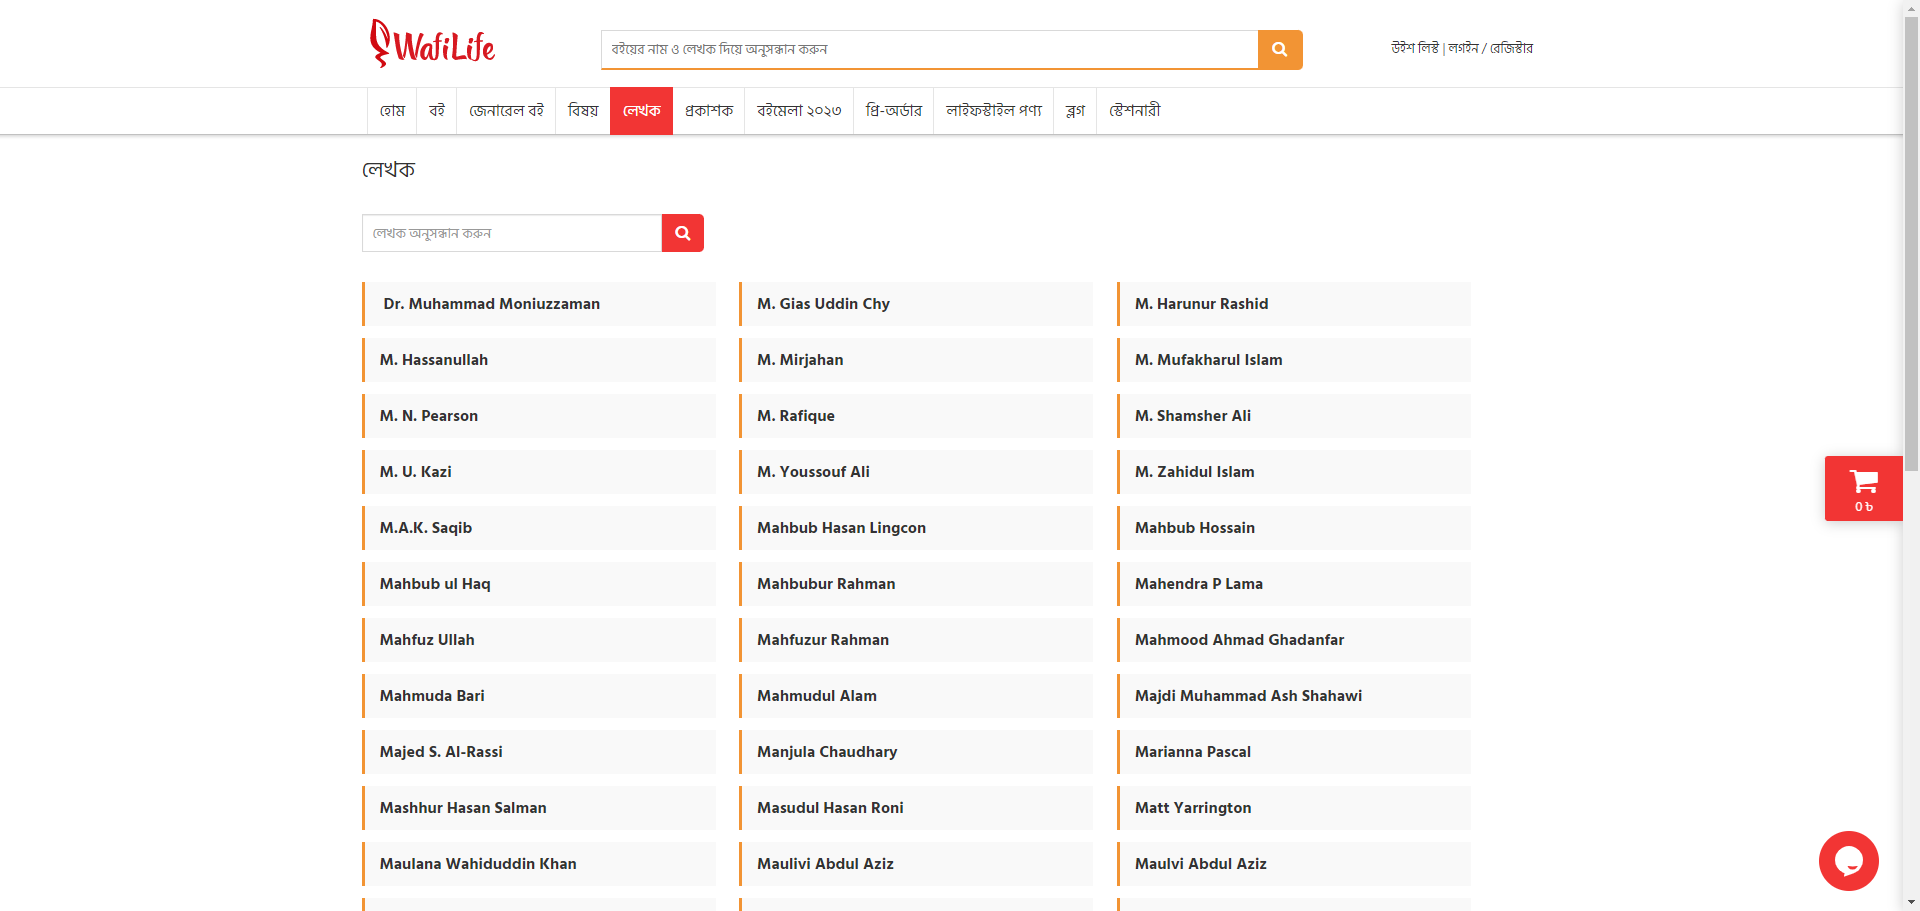 WafiLife
বইয়ের নাম ও লেখক দিয়ে অনুসন্ধান করুন
উইশ লিস্ট | লগইন / রেজিস্টার
হোম বই জেনারেল বই বিষয় লেখক প্রকাশক বইমেলা ২০২৩ প্রি-অর্ডার লাইফস্টাইল পণ্য ব্লগ স্টেশনারী
লেখক
লেখক অনুসন্ধান করুন
Dr. Muhammad Moniuzzaman
M. Gias Uddin Chy
M. Harunur Rashid
M. Hassanullah
M. Mirjahan
M. Mufakharul Islam
M. N. Pearson
M. Rafique
M. Shamsher Ali
M. U. Kazi
M. Youssouf Ali
M. Zahidul Islam
M.A.K. Saqib
Mahbub Hasan Lingcon
Mahbub Hossain
Mahbub ul Haq
Mahbubur Rahman
Mahendra P Lama
Mahfuz Ullah
Mahfuzur Rahman
Mahmood Ahmad Ghadanfar
Mahmuda Bari
Mahmudul Alam
Majdi Muhammad Ash Shahawi
Majed S. Al-Rassi
Manjula Chaudhary
Marianna Pascal
Mashhur Hasan Salman
Masudul Hasan Roni
Matt Yarrington
Maulana Wahiduddin Khan
Maulivi Abdul Aziz
Maulvi Abdul Aziz
0 ৳